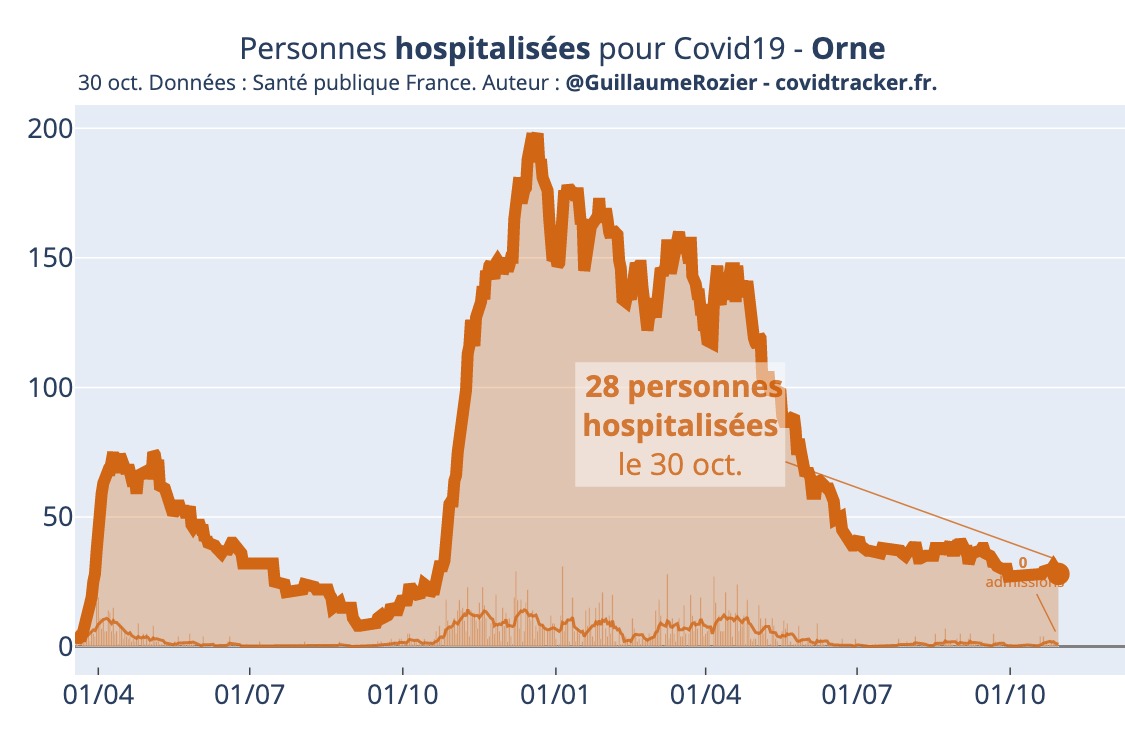 Personnes hospitalisées pour Covid19 - Orne
30 oct. Données : Santé publique France. Auteur : @GuillaumeRozier - covidtracker.fr.
200
150
100
50
0
28 personnes
hospitalisées
le 30 oct.
0
admissions
01/04
01/07
01/10
01/01
01/04
01/07
01/10